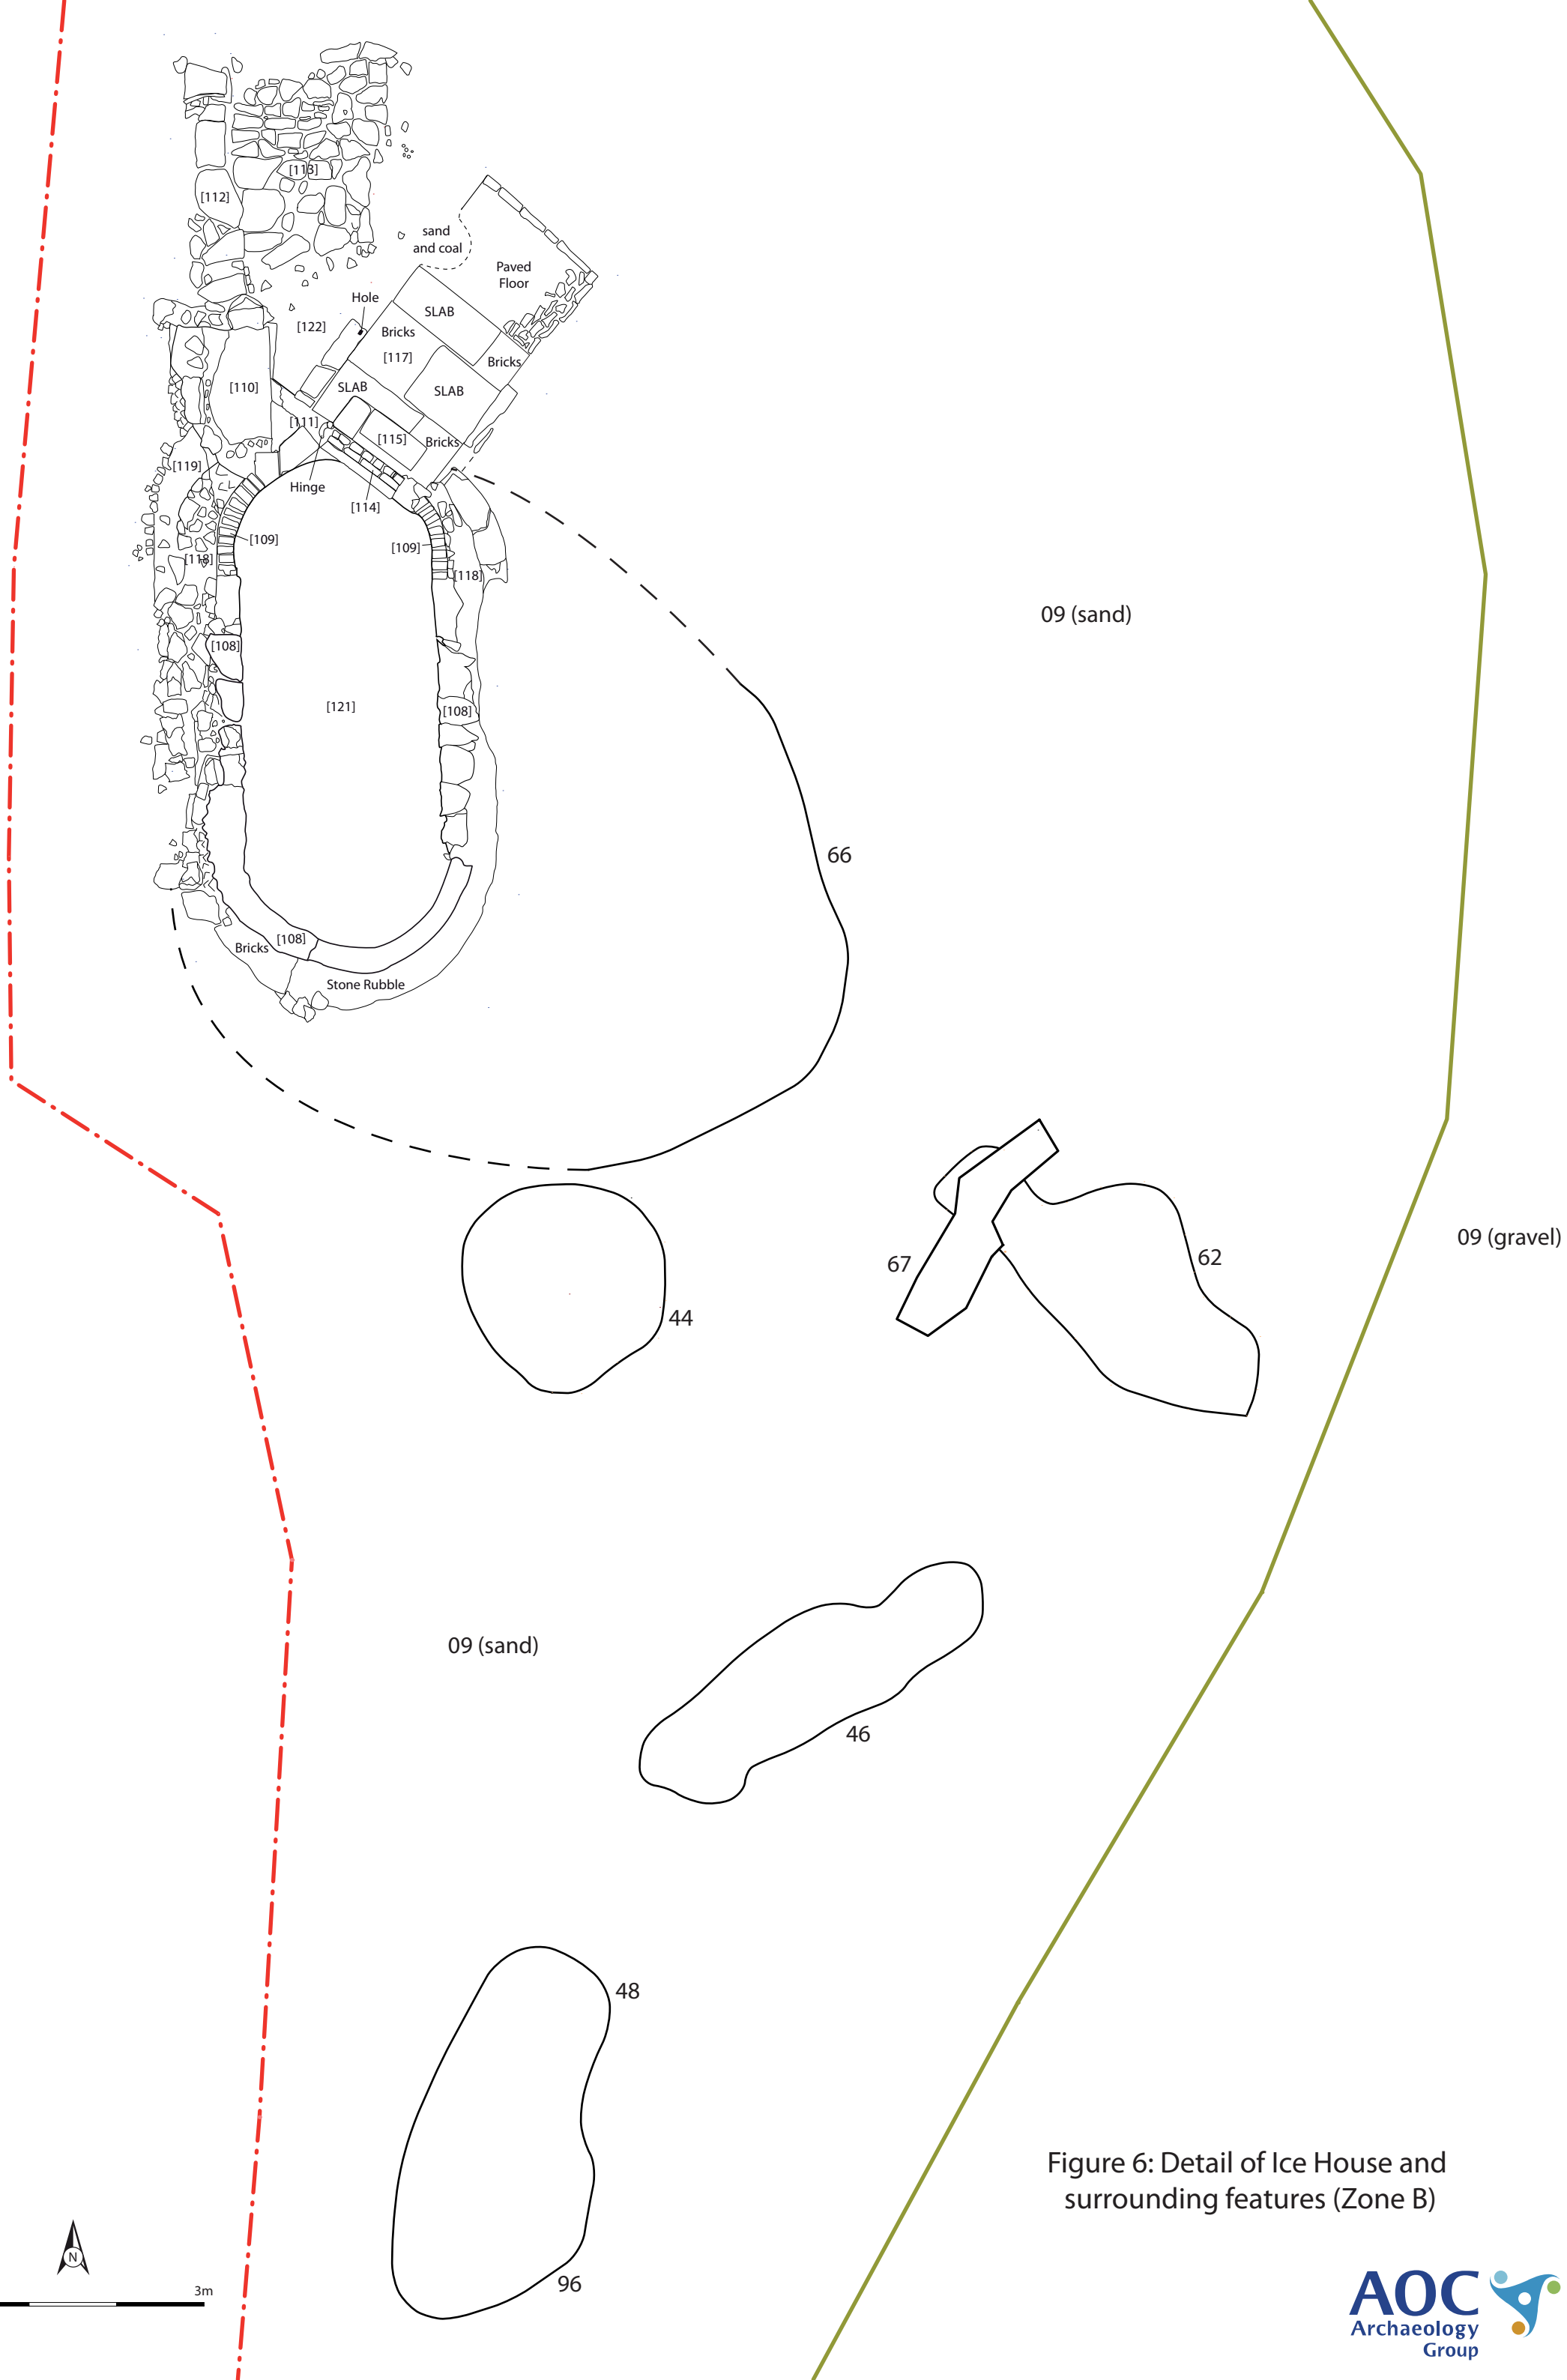 [113]
[112]
sand
and coal
Paved
Floor
Hole
SLAB
[122]
Bricks
[117]
Bricks
[110]
SLAB
SLAB
[111]
[115]
Bricks
[119]
Hinge
[114]
[109]
[109]
[118]
[118]
09 (sand)
[108]
[121]
[108]
66
[108]
Bricks
Stone Rubble
09 (gravel)
67
62
44
09 (sand)
46
48
Figure 6: Detail of Ice House and
surrounding features (Zone B)
N
96
3m
AOC
Archaeology
Group